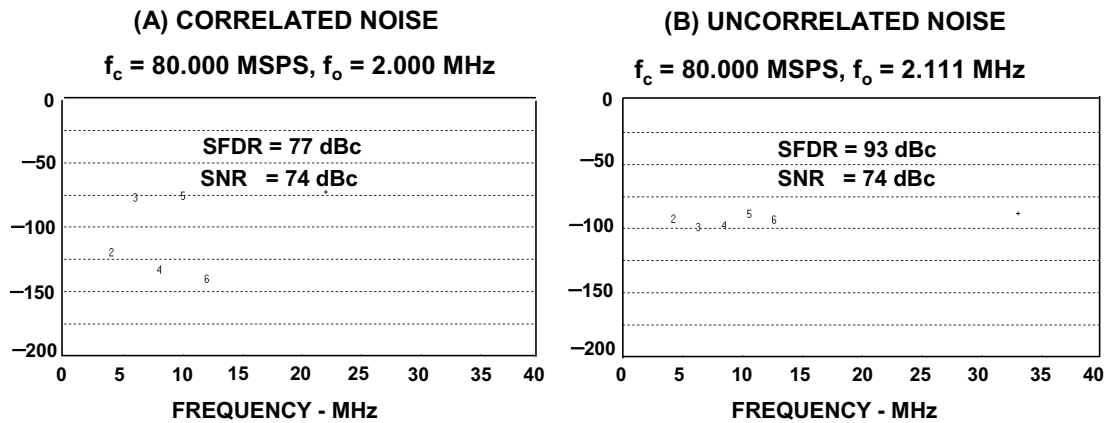 (A) CORRELATED NOISE
fc = 80.000 MSPS, fo = 2.000 MHz
0
–50
–100
–150
–200
SFDR = 77 dBc
SNR = 74 dBc
3
5
+
2
4
6
0 5 10 15 20 25 30 35 40
FREQUENCY - MHz
(B) UNCORRELATED NOISE
fc = 80.000 MSPS, fo = 2.111 MHz
0
–50
–100
–150
–200
SFDR = 93 dBc
SNR = 74 dBc
2
3
4
5
6
+
0 5 10 15 20 25 30 35 40
FREQUENCY - MHz